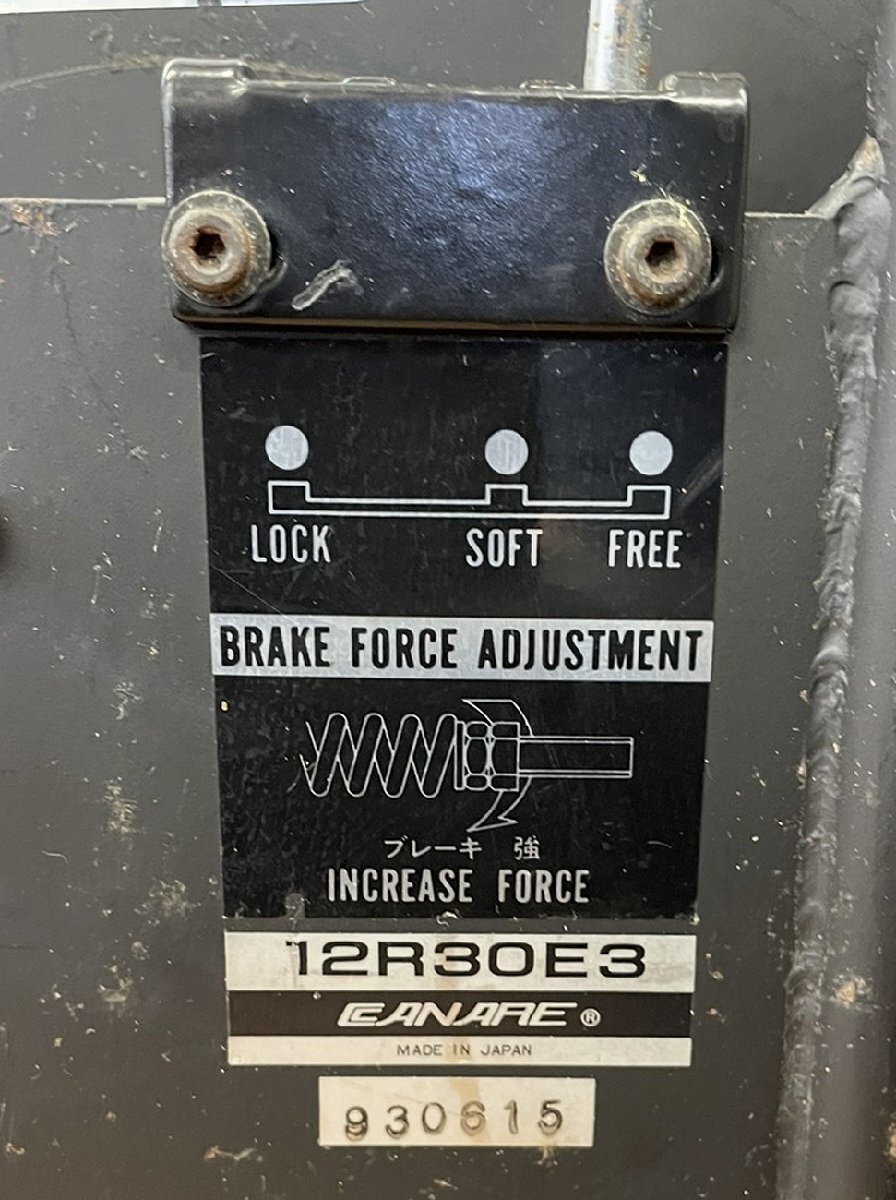 LOCK SOFT FREE
BRAKE FORCE ADJUSTMENT
ブレーキ 強
INCREASE FORCE
12R30E3
CANARE®
MADE IN JAPAN
930615